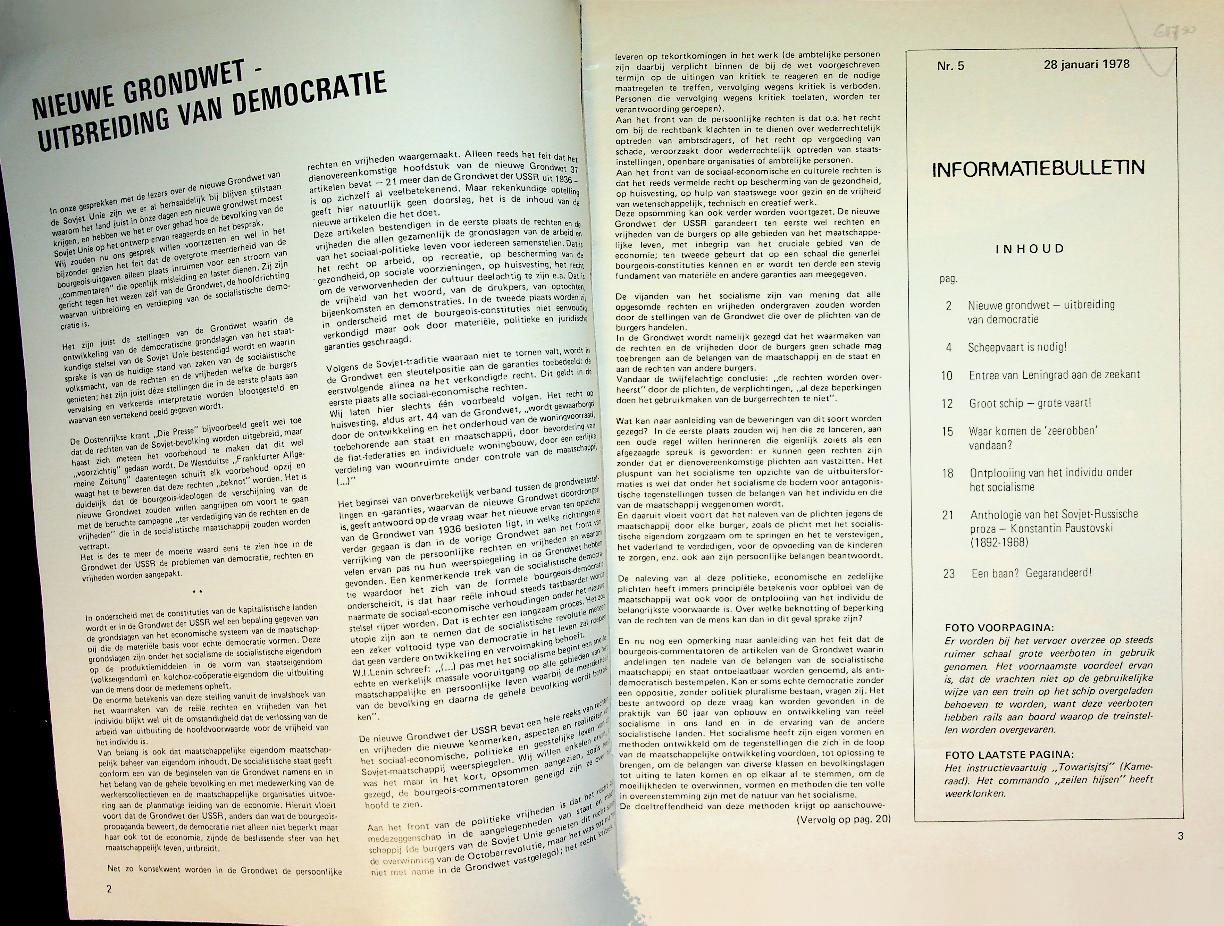 NIEUWE GRONDWET -
UITBREIDING VAN DEMOCRATIE
In onze gesprekken met de lezers over de nieuwe Grondwet van
de Sovjet Unie zijn we er al herhaaldelijk bij blijven stilstaan
waarom het land juist in onze dagen een nieuwe grondwet moest
krijgen, en hebben we het er over gehad hoe de bevolking van de
Sovjet Unie op het ontwerp ervan reageerde en het besprak.
Wij zouden nu ons gesprek willen voortzetten en wel in het
bijzonder gezien het feit dat de overgrote meerderheid van de
bourgeois-uitgaven alleen plaats inruimen voor een stroom van
„commentaren" die openlijk misleiding en laster dienen. Zij zijn
gericht tegen het wezen zelf van de Grondwet, de hoofdrichting
waarvan uitbreiding en verdieping van de socialistische demo-
cratie is.
Het zijn juist de stellingen van de Grondwet waarin de
ontwikkeling van de democratische grondslagen van het staat-
kundige stelsel van de Sovjet Unie bestendigd wordt en waarin
sprake is van de huidige stand van zaken van de socialistische
volksmacht, van de rechten en de vrijheden welke de burgers
genieten; het zijn juist deze stellingen die in de eerste plaats aan
vervalsing en verkeerde interpretatie worden blootgesteld en
waarvan een vertekend beeld gegeven wordt.
De Oostenrijkse krant „Die Presse" bijvoorbeeld geeft wel toe
dat de rechten van de Sovjet-bevolking worden uitgebreid, maar
haast zich meteen het voorbehoud te maken dat dit wel
„voorzichtig" gedaan wordt. De Westduitse „Frankfurter Allge-
meine Zeitung" daarentegen schuift elk voorbehoud opzij en
waagt het te beweren dat deze rechten „beknot" worden. Het is
duidelijk dat de bourgeois-ideologen de verschijning van de
nieuwe Grondwet zouden willen aangrijpen om voort te gaan
met de beruchte campagne „ter verdediging van de rechten en de
vrijheden" die in de socialistische maatschappij zouden worden
vertrapt.
Het is des te meer de moeite waard eens te zien hoe in de
Grondwet der USSR de problemen van democratie, rechten en
vrijheden worden aangepakt.
* *
In onderscheid met de constituties van de kapitalistische landen
wordt er in de Grondwet der USSR wel een bepaling gegeven van
de grondslagen van het economische systeem van de maatschap-
pij die de materiële basis voor echte democratie vormen. Deze
grondslagen zijn onder het socialisme de socialistische eigendom
op de produktiemiddelen in de vorm van staatseigendom
(volkseigendom) en kolchoz-coöperatie-eigendom die uitbuiting
van de mens door de medemens opheft.
De enorme betekenis van deze stelling vanuit de invalshoek van
het waarmaken van de reële rechten en vrijheden van het
individu blijkt wel uit de omstandigheid dat de verlossing van de
arbeid van uitbuiting de hoofdvoorwaarde voor de vrijheid van
het individu is.
Van belang is ook dat maatschappelijke eigendom maatschap-
pelijk beheer van eigendom inhoudt. De socialistische staat geeft
conform een van de beginselen van de Grondwet namens en in
het belang van de gehele bevolking en met medewerking van de
werkerscollectieven en de maatschappelijke organisaties uitvoe-
ring aan de planmatige leiding van de economie. Hieruit vloeit
voort dat de Grondwet der USSR, anders dan wat de bourgeois-
propaganda beweert, de democratie niet alleen niet beperkt maar
haar ook tot de economie, zijnde de beslissende sfeer van het
maatschappelijk leven, uitbreidt.
Net zo konsekwent worden in de Grondwet de persoonlijke
2
rechten en vrijheden waargemaakt. Alleen reeds het feit dat het
dienovereenkomstige hoofdstuk van de nieuwe Grondwet 37
artikelen bevat — 21 meer dan de Grondwet der USSR uit 1936 —
is op zichzelf al veelbetekenend. Maar rekenkundige optelling
geeft hier natuurlijk geen doorslag, het is de inhoud van de
nieuwe artikelen die het doet.
Deze artikelen bestendigen in de eerste plaats de rechten en de
vrijheden die allen gezamenlijk de grondslagen van de arbeid en
van het sociaal-politieke leven voor iedereen samenstellen. Dat is
het recht op arbeid, op recreatie, op bescherming van de
gezondheid, op sociale voorzieningen, op huisvesting, het recht
om de verworvenheden der cultuur deelachtig te zijn e.a. Dat is
de vrijheid van het woord, van de drukpers, van optochten,
bijeenkomsten en demonstraties. In de tweede plaats worden zij
in onderscheid met de bourgeois-constituties niet eenvoudig
verkondigd maar ook door materiële, politieke en juridische
garanties geschraagd.
Volgens de Sovjet-traditie waaraan niet te tornen valt, wordt in
de Grondwet een sleutelpositie aan de garanties toebedeeld: de
eerstvolgende alinea na het verkondigde recht. Dit geldt in de
eerste plaats alle sociaal-economische rechten.
Wij laten hier slechts één voorbeeld volgen. Het recht op
huisvesting, aldus art. 44 van de Grondwet, „wordt gewaarborgd
door de ontwikkeling en het onderhoud van de woningvoorraad,
toebehorende aan staat en maatschappij, door bevordering van
de flat-federaties en individuele woningbouw, door een eerlijke
verdeling van woonruimte onder controle van de maatschappij,
(...)"
Het beginsel van onverbrekelijk verband tussen de grondwetsstel-
lingen en -garanties, waarvan de nieuwe Grondwet doordrongen
is, geeft antwoord op de vraag waar het nieuwe ervan ten opzichte
van de Grondwet van 1936 besloten ligt, in welke richting er
verder gegaan is dan in de vorige Grondwet aan het front van
verrijking van de persoonlijke rechten en vrijheden en waarom
velen ervan pas nu hun weerspiegeling in de Grondwet hebben
gevonden. Een kenmerkende trek van de socialistische democra-
tie waardoor het zich van de formele bourgeois-democratie
onderscheidt, is dat haar reële inhoud steeds tastbaarder wordt
naarmate de sociaal-economische verhoudingen onder het nieuwe
stelsel rijper worden. Dat is echter een langzaam proces. Het zou
utopie zijn aan te nemen dat de socialistische revolutie meteen
een zeker voltooid type van democratie in het leven zal roepen
dat geen verdere ontwikkeling en vervolmaking behoeft.
W.I. Lenin schreef: „(...) pas met het socialisme begint een snelle
echte en werkelijk massale vooruitgang op alle gebieden van het
maatschappelijke en persoonlijke leven waarbij de meerderheid
van de bevolking en daarna de gehele bevolking wordt betrok-
ken".
De nieuwe Grondwet der USSR bevat een hele reeks van rechten
en vrijheden die nieuwe kenmerken, aspecten en realiteiten van
het sociaal-economische, politieke en geestelijke leven van de
Sovjet-maatschappij weerspiegelen. Wij willen enkelen ervan, al
was het maar in het kort, opsommen aangezien, zoals
gezegd, de bourgeois-commentatoren geneigd zijn ze over het
hoofd te zien.
Aan het front van de politieke vrijheden is dat het recht op
medezeggenschap in de aangelegenheden van staat en maat-
schappij (de burgers van de Sovjet Unie genieten dit recht sinds
de overwinning van de Octoberrevolutie, maar het was tot nu toe
niet met name in de Grondwet vastgelegd); het recht
leveren op tekortkomingen in het werk (de ambtelijke personen
zijn daarbij verplicht binnen de bij de wet voorgeschreven
termijn op de uitingen van kritiek te reageren en de nodige
maatregelen te treffen, vervolging wegens kritiek is verboden.
Personen die vervolging wegens kritiek toelaten, worden ter
verantwoording geroepen).
Aan het front van de persoonlijke rechten is dat o.a. het recht
om bij de rechtbank klachten in te dienen over wederrechtelijk
optreden van ambtsdragers, of het recht op vergoeding van
schade, veroorzaakt door wederrechtelijk optreden van staats-
instellingen, openbare organisaties of ambtelijke personen.
Aan het front van de sociaal-economische en culturele rechten is
dat het reeds vermelde recht op bescherming van de gezondheid,
op huisvesting, op hulp van staatswege voor gezin en de vrijheid
van wetenschappelijk, technisch en creatief werk.
Deze opsomming kan ook verder worden voortgezet. De nieuwe
Grondwet der USSR garandeert ten eerste wel rechten en
vrijheden van de burgers op alle gebieden van het maatschappe-
lijke leven, met inbegrip van het cruciale gebied van de
economie; ten tweede gebeurt dat op een schaal die generlei
bourgeois-constituties kennen en er wordt ten derde een stevig
fundament van materiële en andere garanties aan meegegeven.
De vijanden van het socialisme zijn van mening dat alle
opgesomde rechten en vrijheden ondergraven zouden worden
door de stellingen van de Grondwet die over de plichten van de
burgers handelen.
In de Grondwet wordt namelijk gezegd dat het waarmaken van
de rechten en de vrijheden door de burgers geen schade mag
toebrengen aan de belangen van de maatschappij en de staat en
aan de rechten van andere burgers.
Vandaar de twijfelachtige conclusie: „de rechten worden over-
heerst" door de plichten, de verplichtingen, „al deze beperkingen
doen het gebruikmaken van de burgerrechten te niet".
Wat kan naar aanleiding van de beweringen van dit soort worden
gezegd? In de eerste plaats zouden wij hen die ze lanceren, aan
een oude regel willen herinneren die eigenlijk zoiets als een
afgezaagde spreuk is geworden: er kunnen geen rechten zijn
zonder dat er dienovereenkomstige plichten aan vastzitten. Het
pluspunt van het socialisme ten opzichte van de uitbuitersfor-
maties is wel dat onder het socialisme de bodem voor antagonis-
tische tegenstellingen tussen de belangen van het individu en die
van de maatschappij weggenomen wordt.
En daaruit vloeit voort dat het naleven van de plichten jegens de
maatschappij door elke burger, zoals de plicht met het socialis-
tische eigendom zorgzaam om te springen en het te verstevigen,
het vaderland te verdedigen, voor de opvoeding van de kinderen
te zorgen, enz. ook aan zijn persoonlijke belangen beantwoordt.
De naleving van al deze politieke, economische en zedelijke
plichten heeft immers principiële betekenis voor opbloei van de
maatschappij wat ook voor de ontplooiing van het individu de
belangrijkste voorwaarde is. Over welke beknotting of beperking
van de rechten van de mens kan dan in dit geval sprake zijn?
En nu nog een opmerking naar aanleiding van het feit dat de
bourgeois-commentatoren de artikelen van de Grondwet waarin
andelingen ten nadele van de belangen van de socialistische
maatschappij en staat ontoelaatbaar worden genoemd, als anti-
democratisch bestempelen. Kan er soms echte democratie zonder
een oppositie, zonder politiek pluralisme bestaan, vragen zij. Het
beste antwoord op deze vraag kan worden gevonden in de
praktijk van 60 jaar van opbouw en ontwikkeling van reëel
socialisme in ons land en in de ervaring van de andere
socialistische landen. Het socialisme heeft zijn eigen vormen en
methoden ontwikkeld om de tegenstellingen die zich in de loop
van de maatschappelijke ontwikkeling voordoen, tot oplossing te
brengen, om de belangen van diverse klassen en bevolkingslagen
tot uiting te laten komen en op elkaar af te stemmen, om de
moeilijkheden te overwinnen, vormen en methoden die ten volle
in overeenstemming zijn met de natuur van het socialisme.
De doeltreffendheid van deze methoden krijgt op aanschouwe-
(Vervolg op pag. 20)
Nr. 5 28 januari 1978
INFORMATIEBULLETIN
INHOUD
pag.
2 Nieuwe grondwet — uitbreiding
van democratie
4 Scheepvaart is nodig!
10 Entree van Leningrad aan de zeekant
12 Groot schip — grote vaart!
15 Waar komen de 'zeerobben'
vandaan?
18 Ontplooiing van het individu onder
het socialisme
21 Anthologie van het Sovjet-Russische
proza — Konstantin Paustovski
(1892-1968)
23 Een baan? Gegarandeerd!
FOTO VOORPAGINA:
Er worden bij het vervoer overzee op steeds
ruimer schaal grote veerboten in gebruik
genomen. Het voornaamste voordeel ervan
is, dat de vrachten niet op de gebruikelijke
wijze van een trein op het schip overgeladen
behoeven te worden, want deze veerboten
hebben rails aan boord waarop de treinstel-
len worden overgevaren.
FOTO LAATSTE PAGINA:
Het instructievaartuig „Towarisjtsj" (Kame-
raad). Het commando „zeilen hijsen" heeft
weerklonken.
3